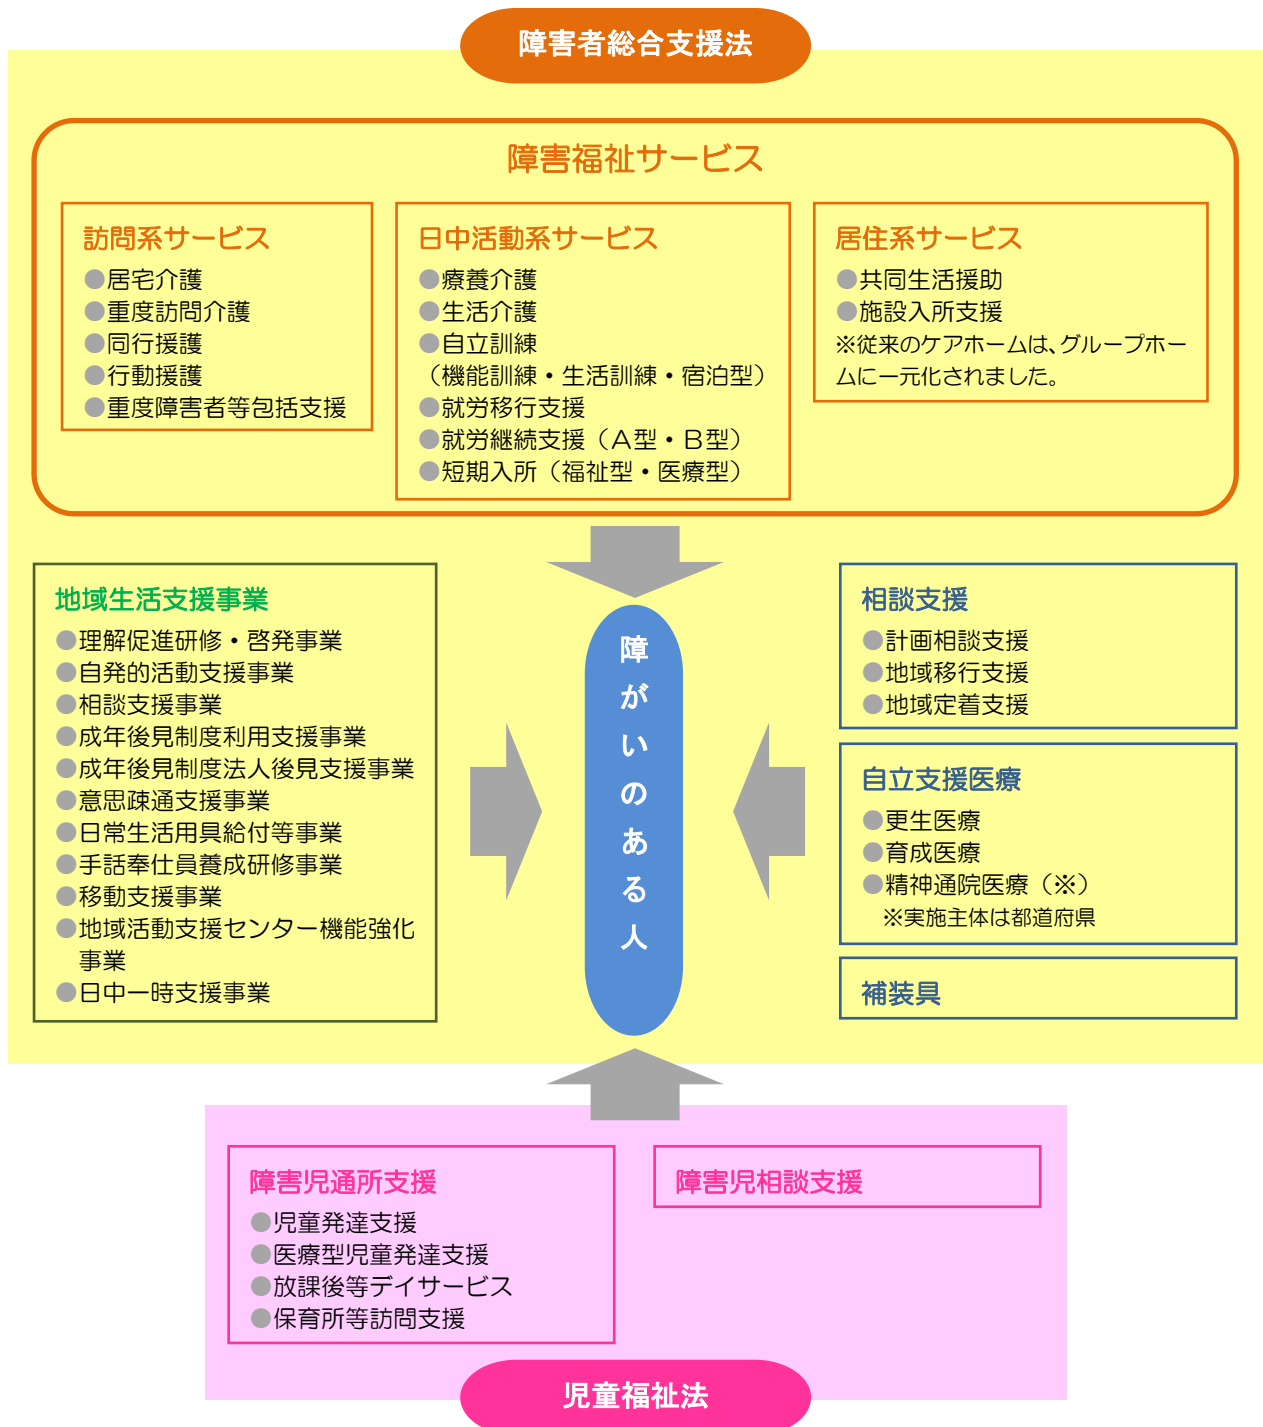 障害者総合支援法
障害福祉サービス
訪問系サービス
●居宅介護
●重度訪問介護
●同行援護
●行動援護
●重度障害者等包括支援
日中活動系サービス
●療養介護
●生活介護
●自立訓練
（機能訓練・生活訓練・宿泊型）
●就労移行支援
●就労継続支援（Ａ型・Ｂ型）
●短期入所（福祉型・医療型）
居住系サービス
●共同生活援助
●施設入所支援
※従来のケアホームは、グループホー
ムに一元化されました。
地域生活支援事業
●理解促進研修・啓発事業
●自発的活動支援事業
●相談支援事業
●成年後見制度利用支援事業
●成年後見制度法人後見支援事業
●意思疎通支援事業
●日常生活用具給付等事業
●手話奉仕員養成研修事業
●移動支援事業
●地域活動支援センター機能強化
事業
●日中一時支援事業
障がいのある人
相談支援
●計画相談支援
●地域移行支援
●地域定着支援
自立支援医療
●更生医療
●育成医療
●精神通院医療（※）
※実施主体は都道府県
補装具
障害児通所支援
●児童発達支援
●医療型児童発達支援
●放課後等デイサービス
●保育所等訪問支援
障害児相談支援
児童福祉法